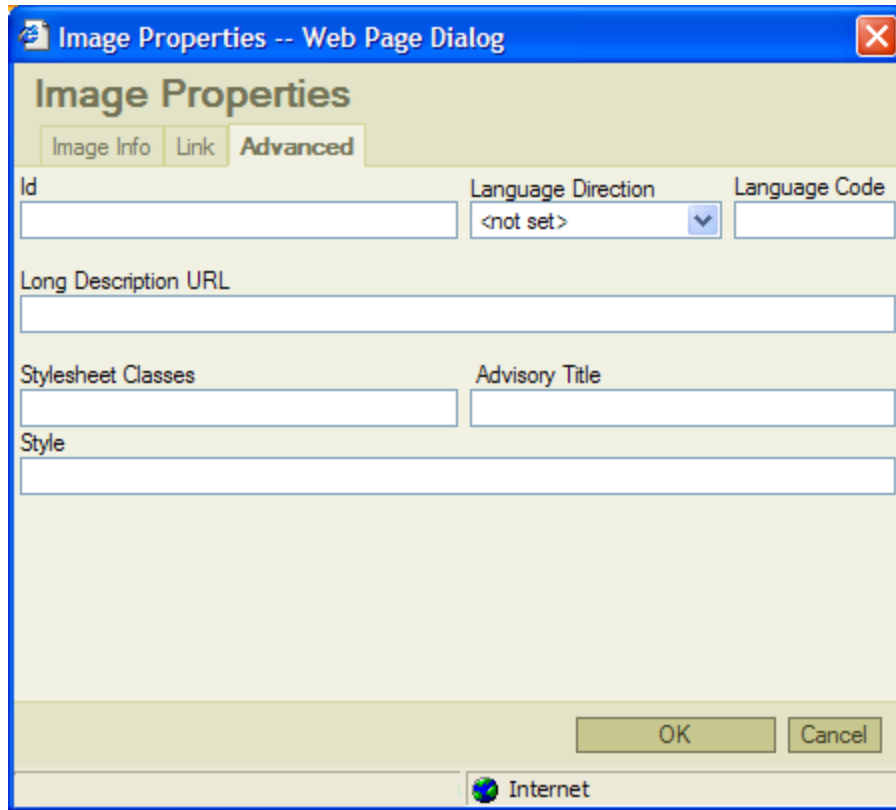 Image Properties -- Web Page Dialog
Image Properties
Image Info Link Advanced
Id Language Direction Language Code
<not set>
Long Description URL
Stylesheet Classes Advisory Title
Style
OK Cancel
Internet